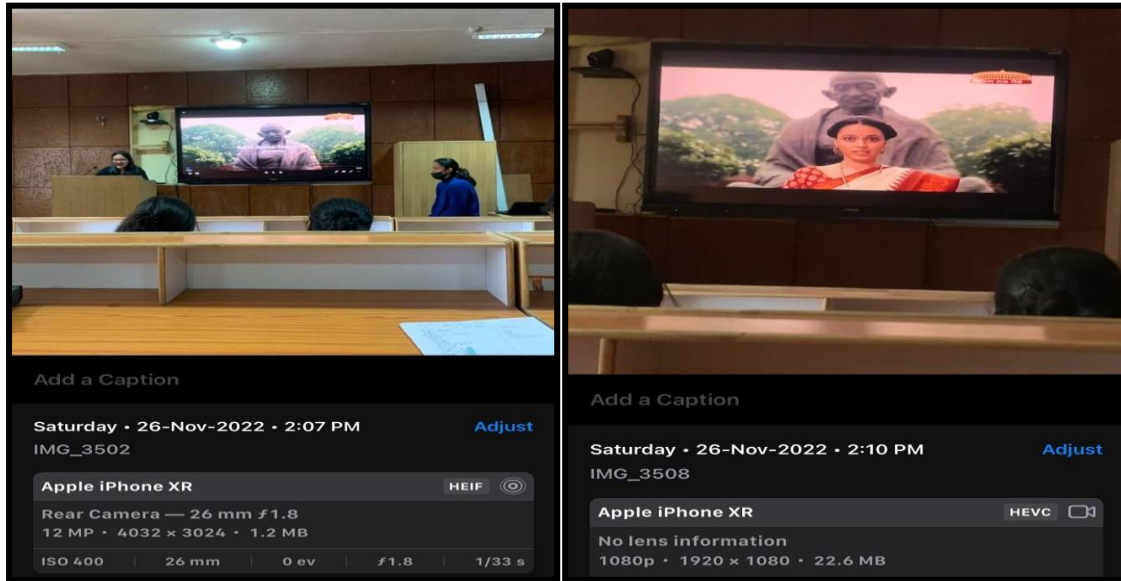 Add a Caption
Saturday • 26-Nov-2022 • 2:07 PM
Adjust
IMG_3502
Apple iPhone XR
HEIF
Rear Camera — 26 mm ƒ1.8
12 MP • 4032 × 3024 • 1.2 MB
ISO 400 26 mm 0 ev ƒ1.8 1/33 s
Add a Caption
Saturday • 26-Nov-2022 • 2:10 PM
Adjust
IMG_3508
Apple iPhone XR
HEVC
No lens information
1080p • 1920 × 1080 • 22.6 MB